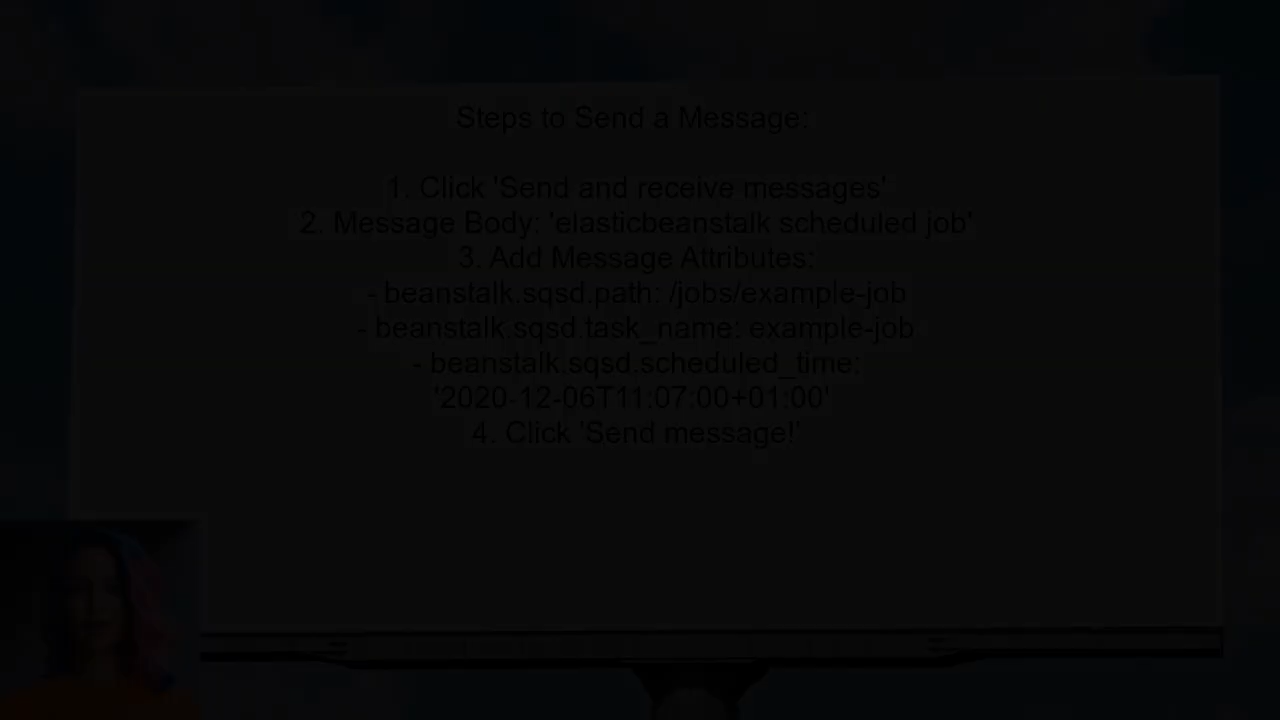 Steps to Send a Message:
1. Click 'Send and receive messages'
2. Message Body: 'elasticbeanstalk scheduled job'
3. Add Message Attributes:
- beanstalk.sqsd.path: /jobs/example-job
- beanstalk.sqsd.task_name: example-job
- beanstalk.sqsd.scheduled_time:
'2020-12-06T11:07:00+01:00'
4. Click 'Send message!'